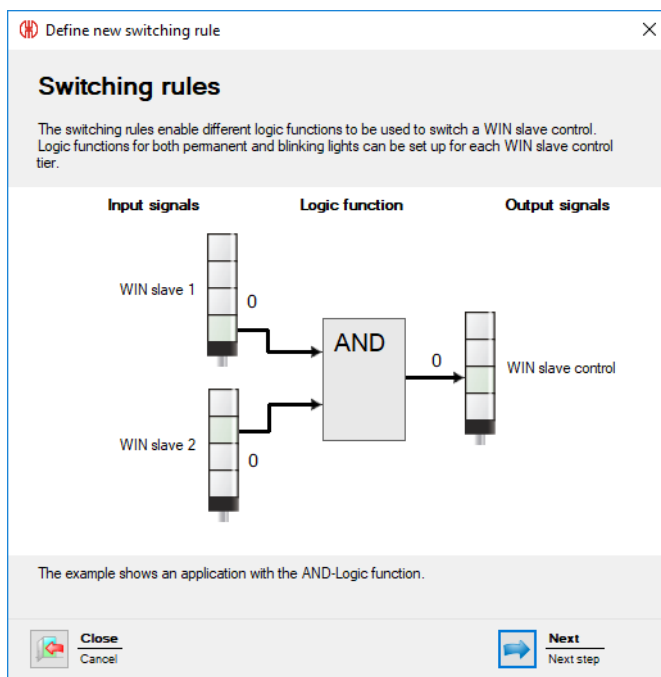 Define new switching rule
Switching rules
The switching rules enable different logic functions to be used to switch a WIN slave control.
Logic functions for both permanent and blinking lights can be set up for each WIN slave control
tier.
Input signals
Logic function
Output signals
WIN slave 1
0
AND
0
WIN slave control
WIN slave 2
0
The example shows an application with the AND-Logic function.
Close
Cancel
Next
Next step